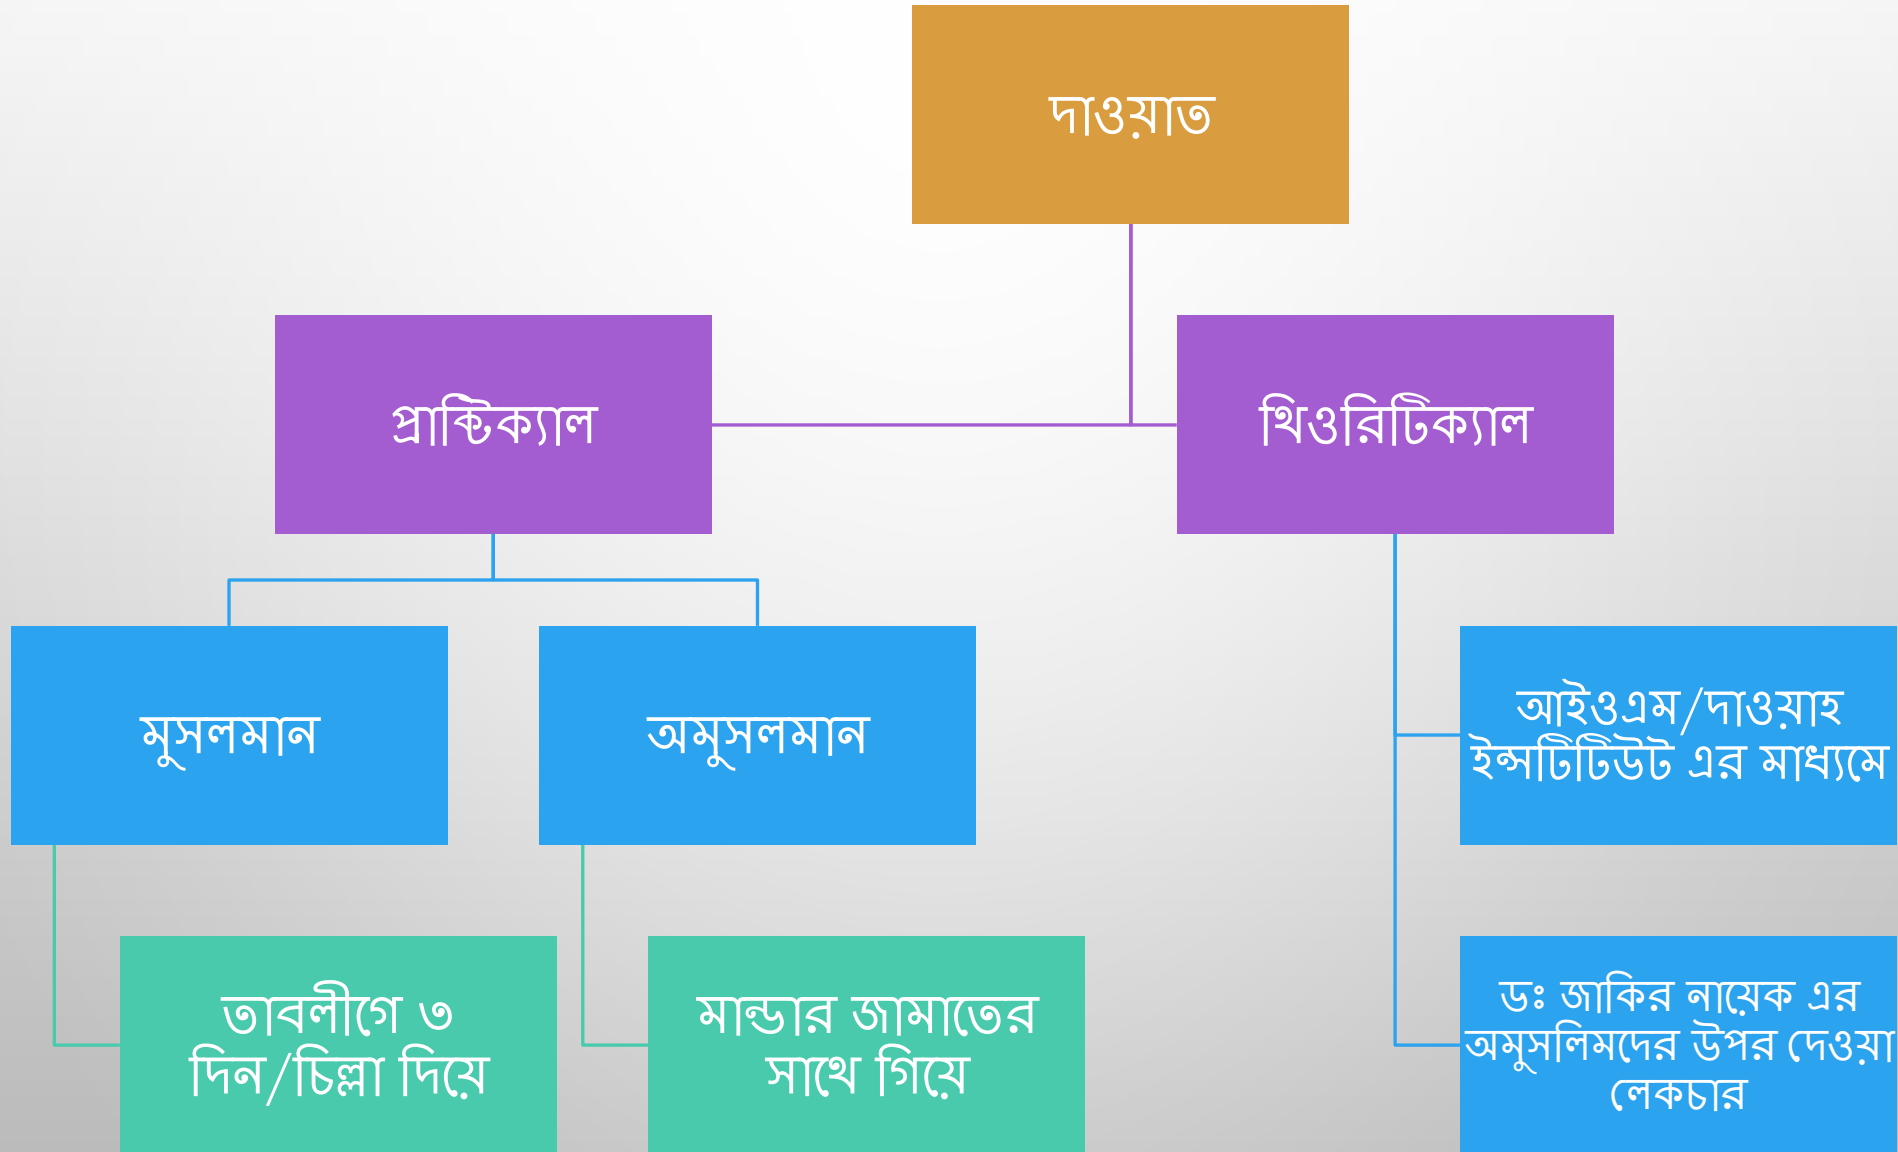 দাওয়াত
প্রাক্টিক্যাল
থিওরিটিক্যাল
মুসলমান
অমুসলমান
আইওএম/দাওয়াহ
ইন্সটিটিউট এর মাধ্যমে
তাবলীগে ৩
দিন/চিল্লা দিয়ে
মান্ডার জামাতের
সাথে গিয়ে
ডঃ জাকির নায়েক এর
অমুসলিমদের উপর দেওয়া
লেকচার